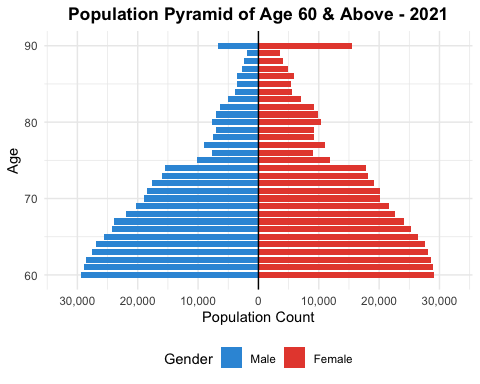 Population Pyramid of Age 60 & Above - 2021
Age
90
80
70
60
30,000 20,000 10,000 0 10,000 20,000 30,000
Population Count
Gender Male Female